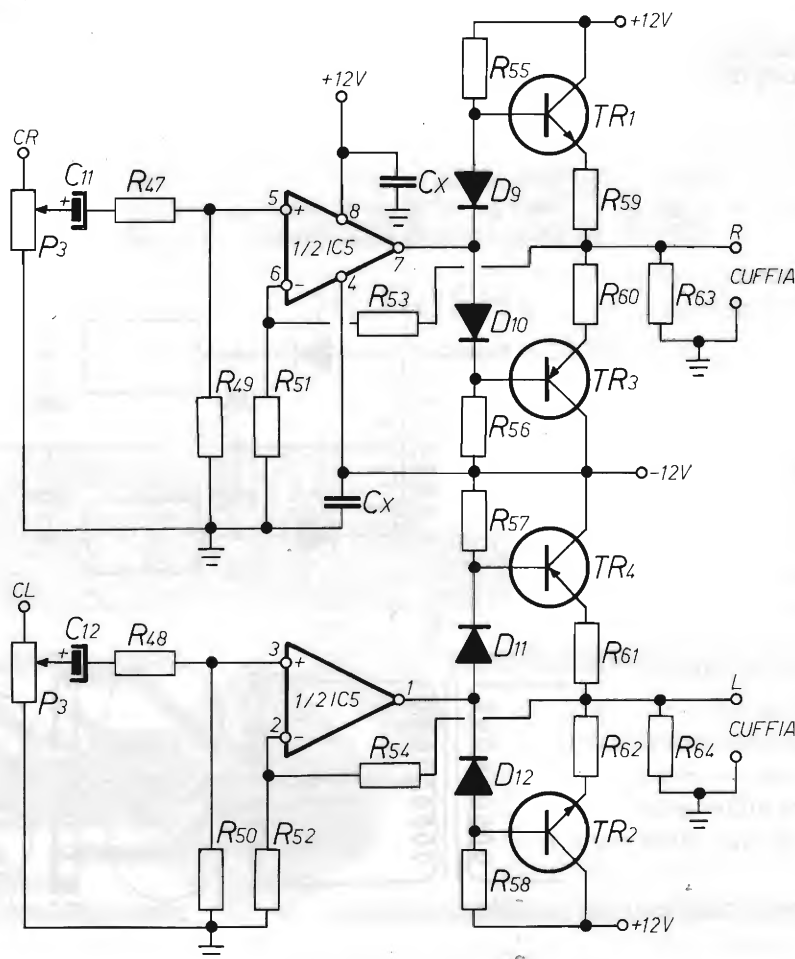 +12V
R55
+12V
TR1
CR
C11
R47
CX
D9
R59
5
+
8
1/2 IC5
7
R
P3
+
6
-
4
R53
CUFFIA
R60
R63
D10
R49
R51
TR3
R56
-12V
CX
R57
TR4
CL
C12
R48
D11
R61
3
+
1/2 IC5
1
L
P3
+
2
-
R54
CUFFIA
R62
R64
D12
R50
R52
TR2
R58
+12V